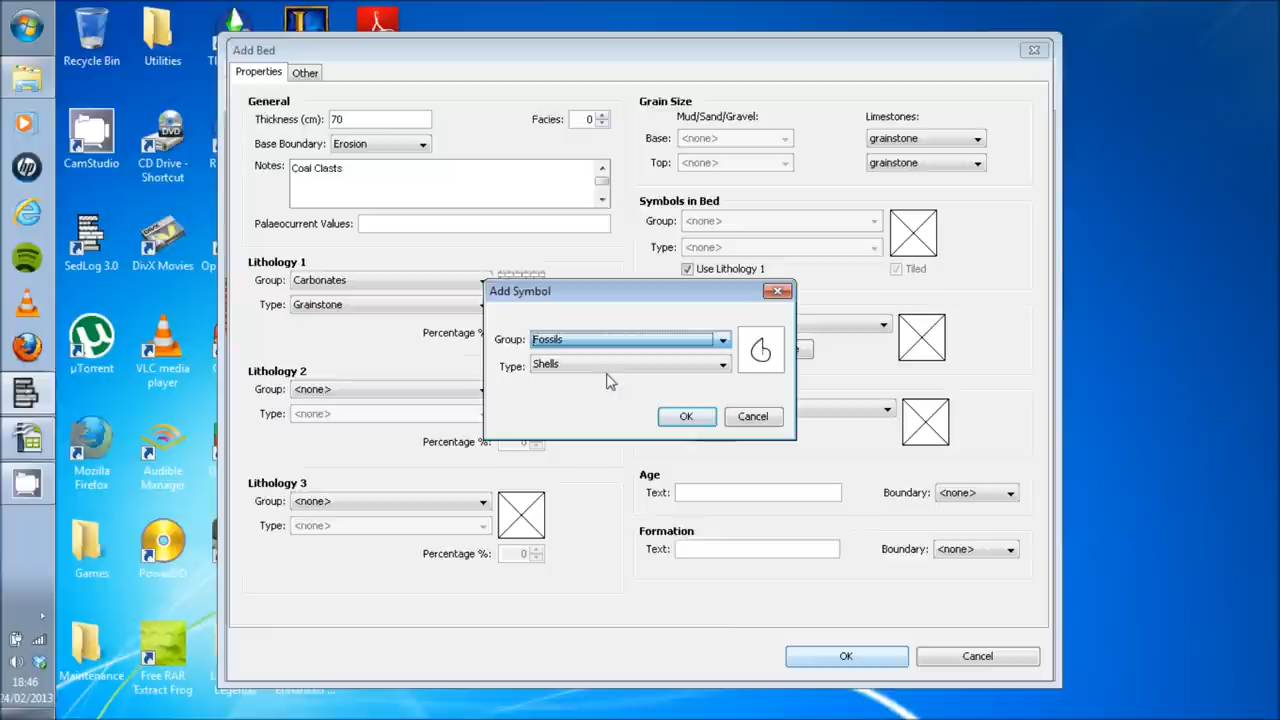 Recycle Bin
Utilities
CamStudio
CD Drive -
Shortcut
SedLog 3.0
DivX Movies
Op
µTorrent
VLC media
player
Mozilla
Firefox
Audible
Manager
Games
Maintenance
Free RAR
Extract Frog
18:46
24/02/2013
Add Bed
Properties
Other
General
Thickness (cm): 70
Facies: 0
Base Boundary: Erosion
Notes: Coal Clasts
Palaeocurrent Values:
Lithology 1
Group: Carbonates
Type: Grainstone
Percentage %
Lithology 2
Group: <none>
Type: <none>
Percentage %: 0
Lithology 3
Group: <none>
Type: <none>
Percentage %: 0
Grain Size
Mud/Sand/Gravel: Limestones:
Base: <none> grainstone
Top: <none> grainstone
Symbols in Bed
Group: <none>
Type: <none>
Use Lithology 1 Tiled
Age
Text: Boundary: <none>
Formation
Text: Boundary: <none>
OK Cancel
Add Symbol
Group: Fossils
Type: Shells
OK Cancel